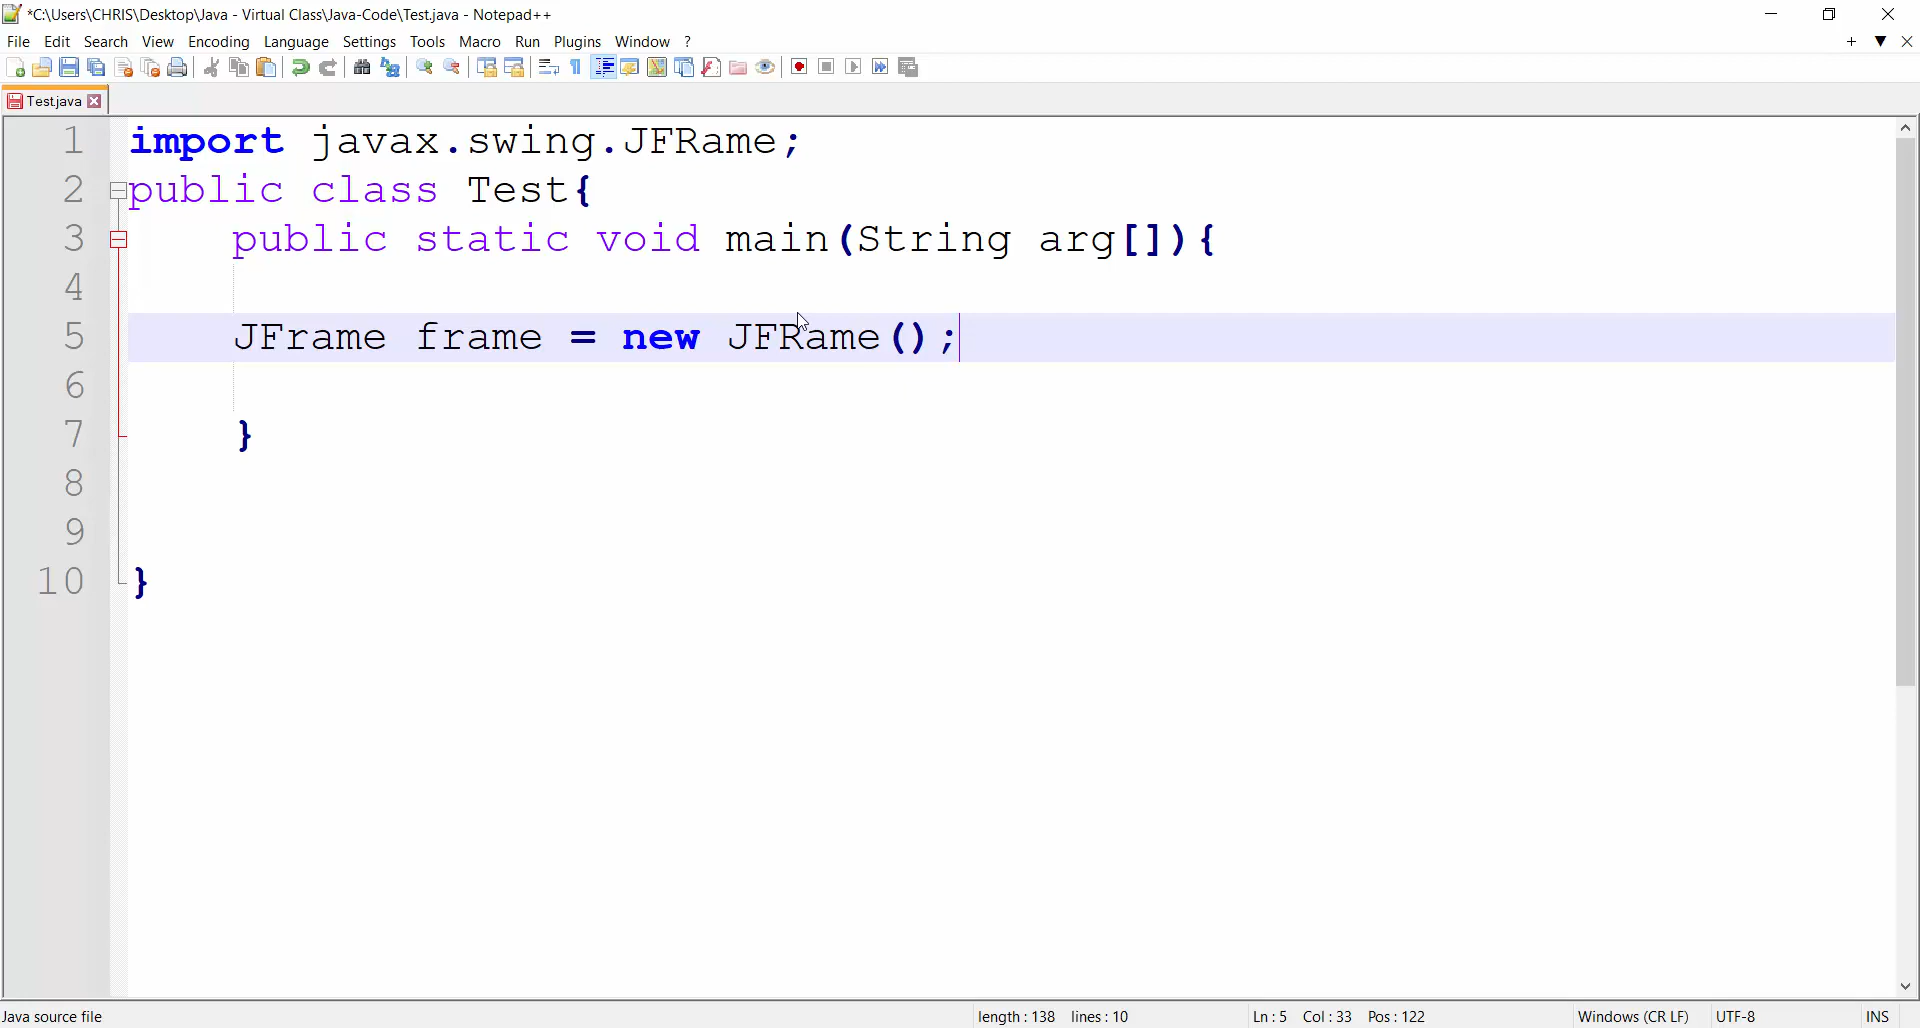 *C:\Users\CHRIS\Desktop\Java - Virtual Class\Java-Code\Test.java - Notepad++
File Edit Search View Encoding Language Settings Tools Macro Run Plugins Window ?
Test.java
1 import javax.swing.JFRame;
2 public class Test{
3 public static void main(String arg[]){
4
5 JFrame frame = new JFRame();
6
7 }
8
9
10 }
Java source file length : 138 lines : 10 Ln : 5 Col : 33 Pos : 122 Windows (CR LF) UTF-8 INS